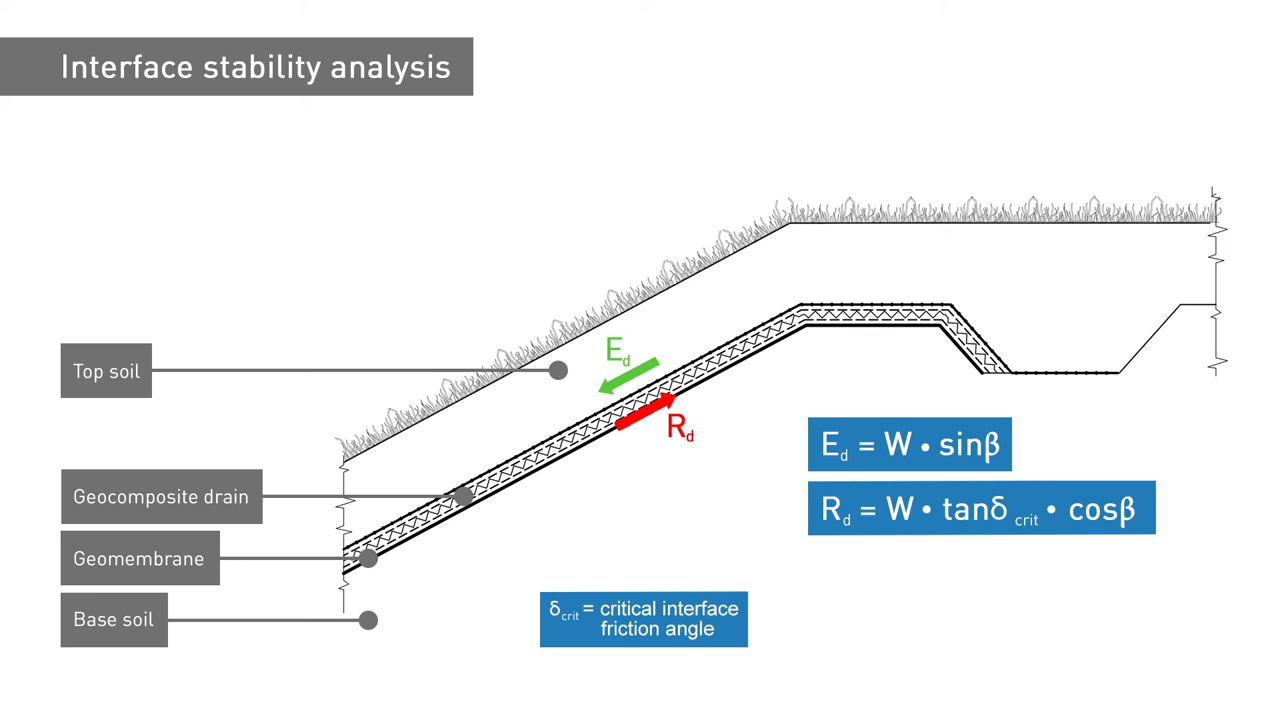 Interface stability analysis
E_d
R_d
Top soil
E_d = W · sinβ
Geocomposite drain
R_d = W · tanδ_crit · cosβ
Geomembrane
Base soil
δ_crit = critical interface
friction angle